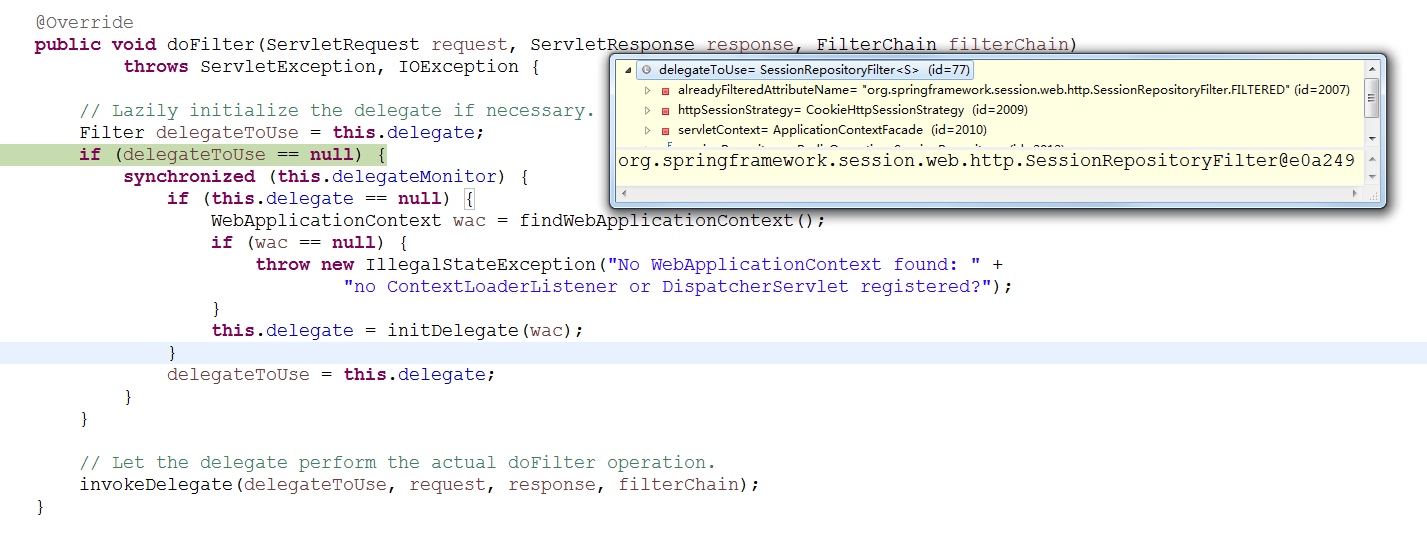 @Override
public void doFilter(ServletRequest request, ServletResponse response, FilterChain filterChain)
throws ServletException, IOException {
// Lazily initialize the delegate if necessary.
Filter delegateToUse = this.delegate;
if (delegateToUse == null) {
synchronized (this.delegateMonitor) {
if (this.delegate == null) {
WebApplicationContext wac = findWebApplicationContext();
if (wac == null) {
throw new IllegalStateException("No WebApplicationContext found: " +
"no ContextLoaderListener or DispatcherServlet registered?");
}
this.delegate = initDelegate(wac);
}
delegateToUse = this.delegate;
}
}
// Let the delegate perform the actual doFilter operation.
invokeDelegate(delegateToUse, request, response, filterChain);
}
delegateToUse= SessionRepositoryFilter<S> (id=77)
alreadyFilteredAttributeName= "org.springframework.session.web.http.SessionRepositoryFilter.FILTERED" (id=2007)
httpSessionStrategy= CookieHttpSessionStrategy (id=2009)
servletContext= ApplicationContextFacade (id=2010)
org.springframework.session.web.http.SessionRepositoryFilter@e0a249